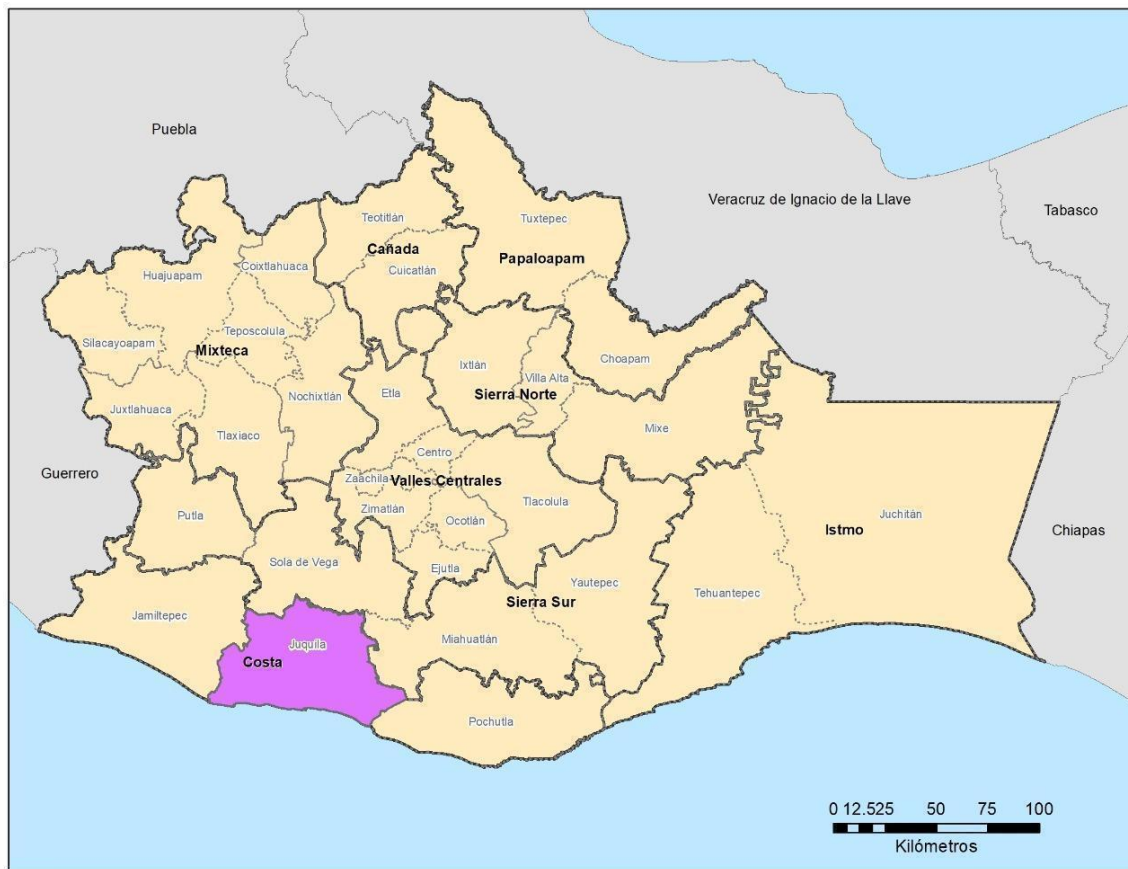 Puebla
Veracruz de Ignacio de la Llave
Tabasco
Teotitlán
Tuxtepec
Cañada
Papaloapam
Coixtlahuaca
Huajuapam
Cuicatlán
Teposcolula
Silacayoapam
Mixteca
Choapam
Ixtlán
Villa Alta
Sierra Norte
Etla
Nochixtlán
Juxtlahuaca
Tlaxiaco
Mixe
Centro
Guerrero
Zaachila
Valles Centrales
Tlacolula
Zimatlán
Putla
Ocotlán
Juchitán
Istmo
Chiapas
Sola de Vega
Ejutla
Yautepec
Tehuantepec
Sierra Sur
Jamiltepec
Miahuatlán
Juquila
Costa
Pochutla
0 12.525 50 75 100
Kilómetros